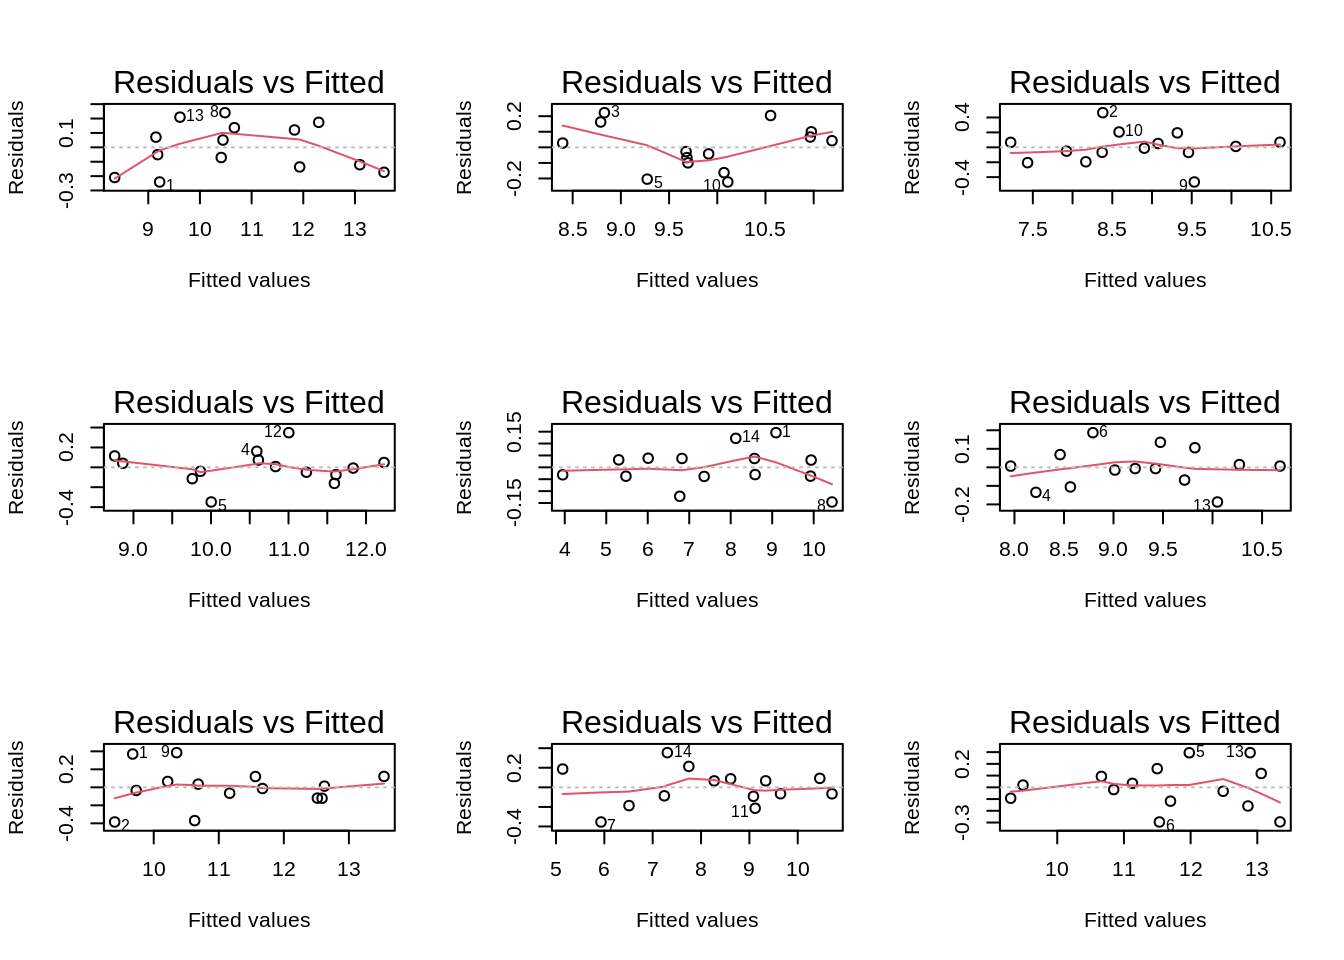 Residuals vs Fitted
Residuals
0.1
-0.3
13
8
1
9 10 11 12 13
Fitted values
Residuals vs Fitted
Residuals
0.2
-0.2
3
5
10
8.5 9.0 9.5 10.5
Fitted values
Residuals vs Fitted
Residuals
0.4
-0.4
2
10
9
7.5 8.5 9.5 10.5
Fitted values
Residuals vs Fitted
Residuals
0.2
-0.4
12
4
5
9.0 10.0 11.0 12.0
Fitted values
Residuals vs Fitted
Residuals
0.15
-0.15
14
1
8
4 5 6 7 8 9 10
Fitted values
Residuals vs Fitted
Residuals
0.1
-0.2
6
4
13
8.0 8.5 9.0 9.5 10.5
Fitted values
Residuals vs Fitted
Residuals
0.2
-0.4
1
9
2
10 11 12 13
Fitted values
Residuals vs Fitted
Residuals
0.2
-0.4
14
11
7
5 6 7 8 9 10
Fitted values
Residuals vs Fitted
Residuals
0.2
-0.3
5
13
6
10 11 12 13
Fitted values